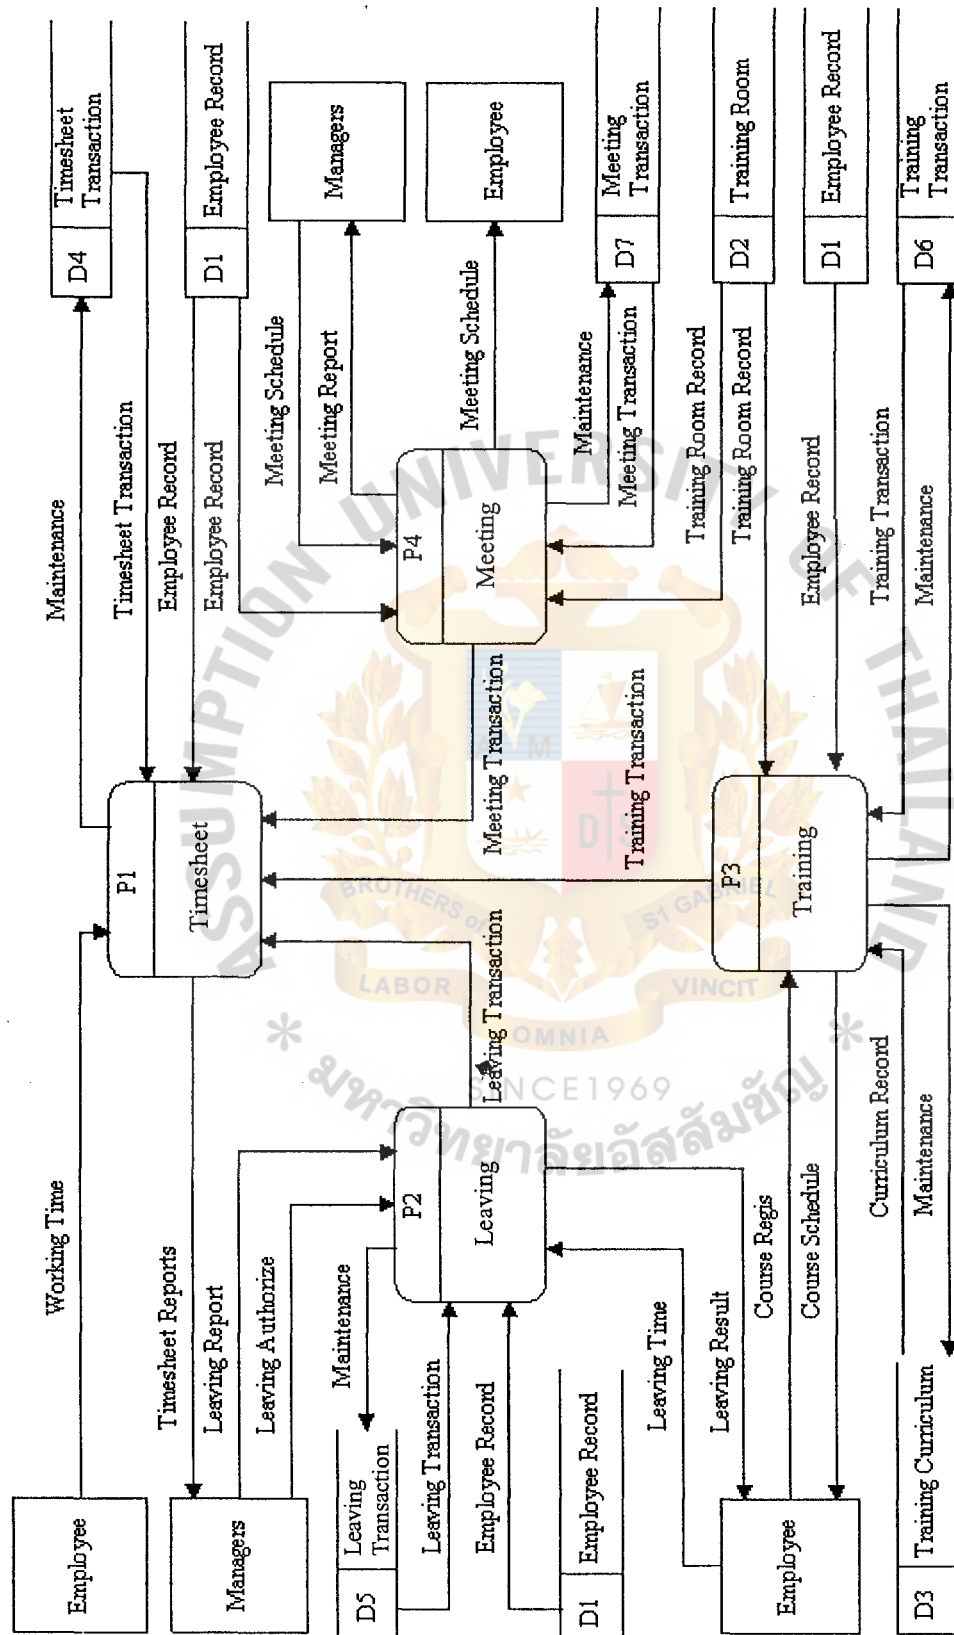 Employee
Working Time
P1
Timesheet
Maintenance
D4
Timesheet
Transaction
Timesheet Transaction
Employee Record
Employee Record
D1
Employee Record
Managers
Timesheet Reports
Leaving Report
Leaving Authorize
Meeting Schedule
Meeting Report
Managers
D5
Leaving
Transaction
Maintenance
Leaving Transaction
P2
Leaving
Leaving Transaction
Meeting Transaction
P4
Meeting
Meeting Schedule
Employee
Employee Record
D1
Employee Record
Maintenance
Meeting Transaction
D7
Meeting
Transaction
Training Transaction
Leaving Time
Leaving Result
Training Room Record
Training Room Record
D2
Training Room
Employee
Course Regis
Course Schedule
P3
Training
Employee Record
D1
Employee Record
Curriculum Record
Maintenance
D3
Training Curriculum
Training Transaction
Maintenance
D6
Training
Transaction
ASSUMPTION UNIVERSITY OF THAILAND
BROTHERS of
ST GABRIEL
LABOR
OMNIA
VINCIT
SINCE1969
มหาวิทยาลัยอัสสัมชัญ